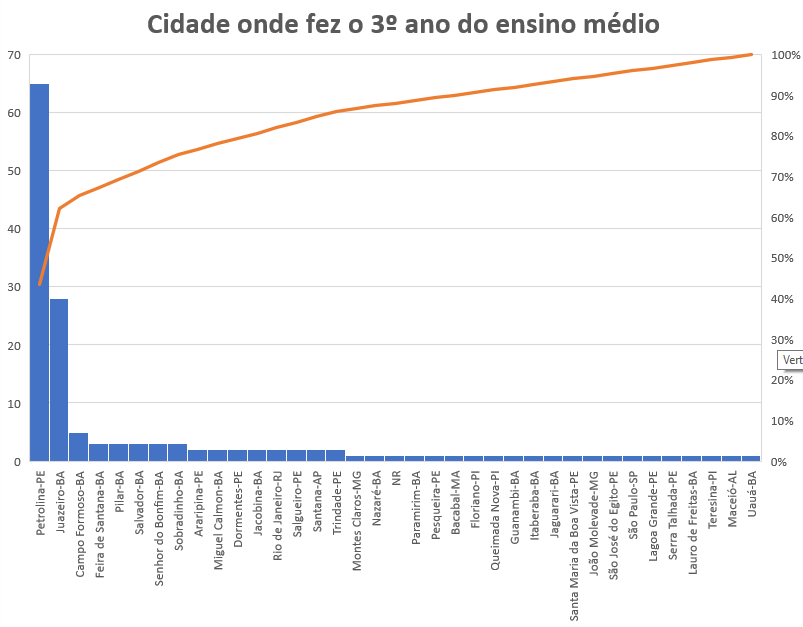 Cidade onde fez o 3º ano do ensino médio
70
60
50
40
30
20
10
0
100%
90%
80%
70%
60%
50%
40%
30%
20%
10%
0%
Vert
Petrolina-PE
Juazeiro-BA
Campo Formoso-BA
Feira de Santana-BA
Pilar-BA
Salvador-BA
Senhor do Bonfim-BA
Sobradinho-BA
Araripina-PE
Miguel Calmon-BA
Dormentes-PE
Jacobina-BA
Rio de Janeiro-RJ
Salgueiro-PE
Santana-AP
Trindade-PE
Montes Claros-MG
Nazaré-BA
NR
Paramirim-BA
Pesqueira-PE
Bacabal-MA
Floriano-PI
Queimada Nova-PI
Guanambi-BA
Itaberaba-BA
Jaguarari-BA
Santa Maria da Boa Vista-PE
João Molevade-MG
São José do Egito-PE
São Paulo-SP
Lagoa Grande-PE
Serra Talhada-PE
Lauro de Freitas-BA
Teresina-PI
Maceió-AL
Uauá-BA